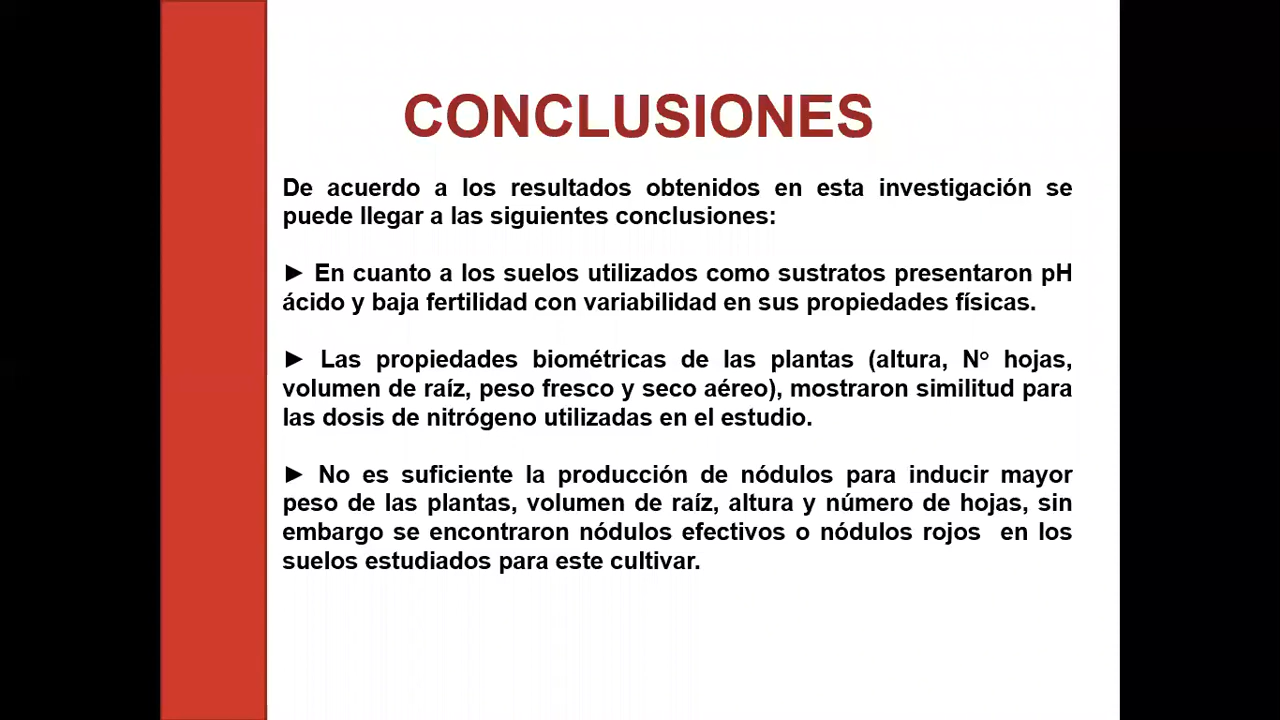 CONCLUSIONES
De acuerdo a los resultados obtenidos en esta investigación se
puede llegar a las siguientes conclusiones:
► En cuanto a los suelos utilizados como sustratos presentaron pH
ácido y baja fertilidad con variabilidad en sus propiedades físicas.
► Las propiedades biométricas de las plantas (altura, N° hojas,
volumen de raíz, peso fresco y seco aéreo), mostraron similitud para
las dosis de nitrógeno utilizadas en el estudio.
► No es suficiente la producción de nódulos para inducir mayor
peso de las plantas, volumen de raíz, altura y número de hojas, sin
embargo se encontraron nódulos efectivos o nódulos rojos  en los
suelos estudiados para este cultivar.